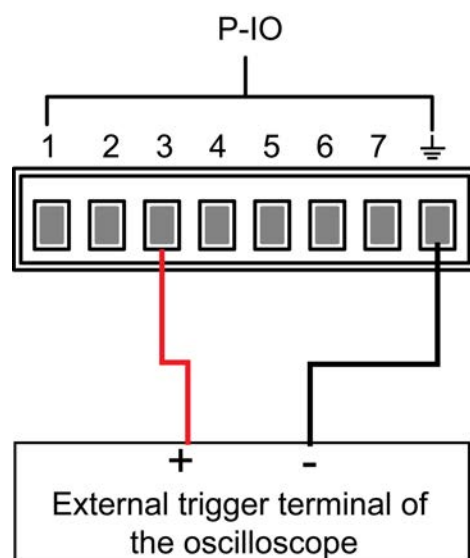 P-IO
1 2 3 4 5 6 7
+ -
External trigger terminal of
the oscilloscope